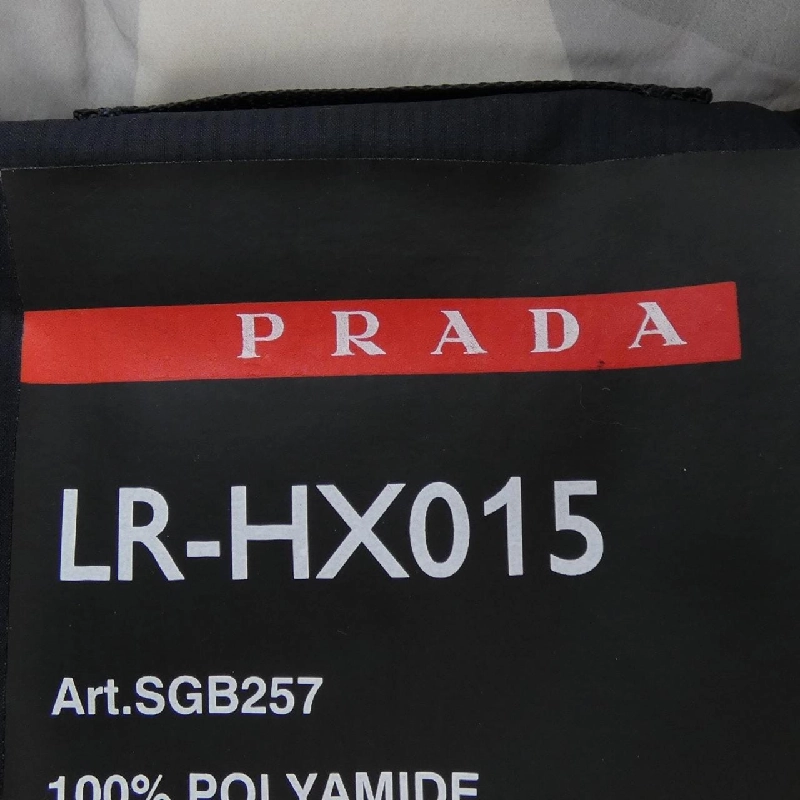 PRADA
LR-HX015
Art.SGB257
100% POLYAMIDE